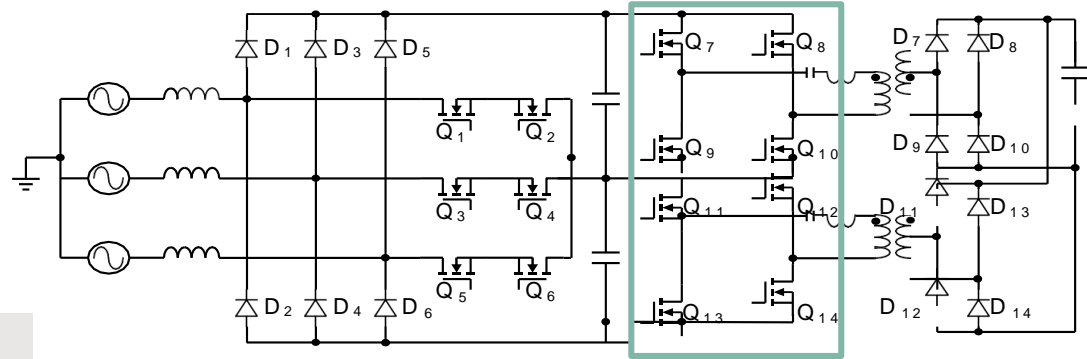 D1 D3 D5 Q7 Q8 D7 D8
Q1 Q2
Q9 Q10 D9 D10
Q3 Q4 Q11 Q12 D11 D13
Q5 Q6
D2 D4 D6 Q13 Q14 D12 D14